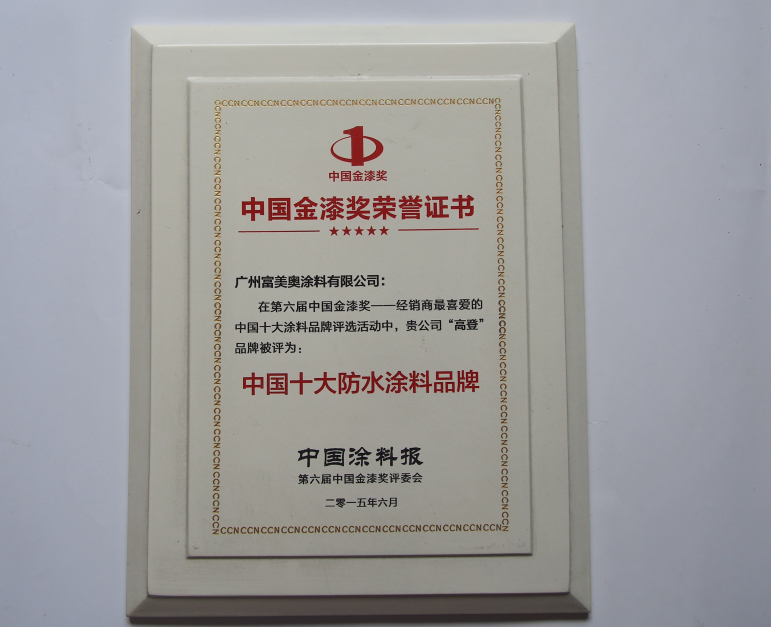 CCNCCNCCNCCNCCNCCNCCNCCNCCNCCNCCNCCNCCNCCN
1
中国金漆奖
中国金漆奖荣誉证书
★★★★★
广州富美奥涂料有限公司：
在第六届中国金漆奖——经销商最喜爱的
中国十大涂料品牌评选活动中，贵公司“高登”
品牌被评为：
中国十大防水涂料品牌
中国涂料报
第六届中国金漆奖评委会
二零一五年六月